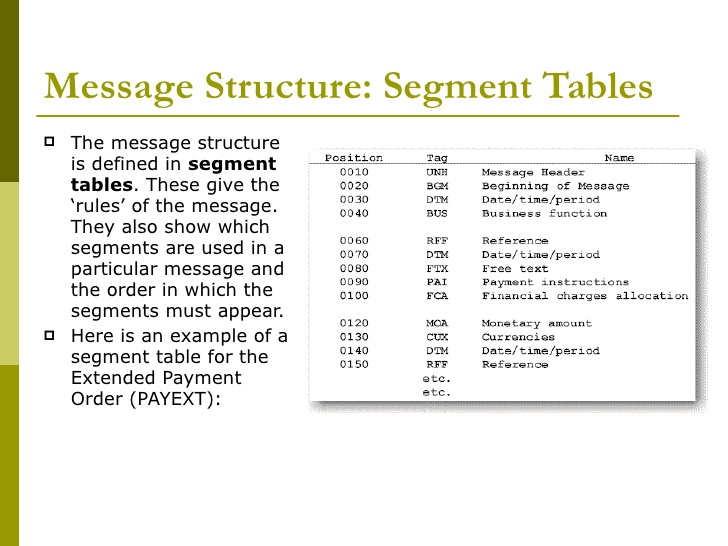 Message Structure: Segment Tables
The message structure
is defined in segment
tables. These give the
‘rules’ of the message.
They also show which
segments are used in a
particular message and
the order in which the
segments must appear.
Here is an example of a
segment table for the
Extended Payment
Order (PAYEXT):
Position Tag Name
0010 UNH Message Header
0020 BGM Beginning of Message
0030 DTM Date/time/period
0040 BUS Business function
0060 RFF Reference
0070 DTM Date/time/period
0080 FTX Free text
0090 PAI Payment instructions
0100 FCA Financial charges allocation
0120 MOA Monetary amount
0130 CUX Currencies
0140 DTM Date/time/period
0150 RFF Reference
etc.
etc.